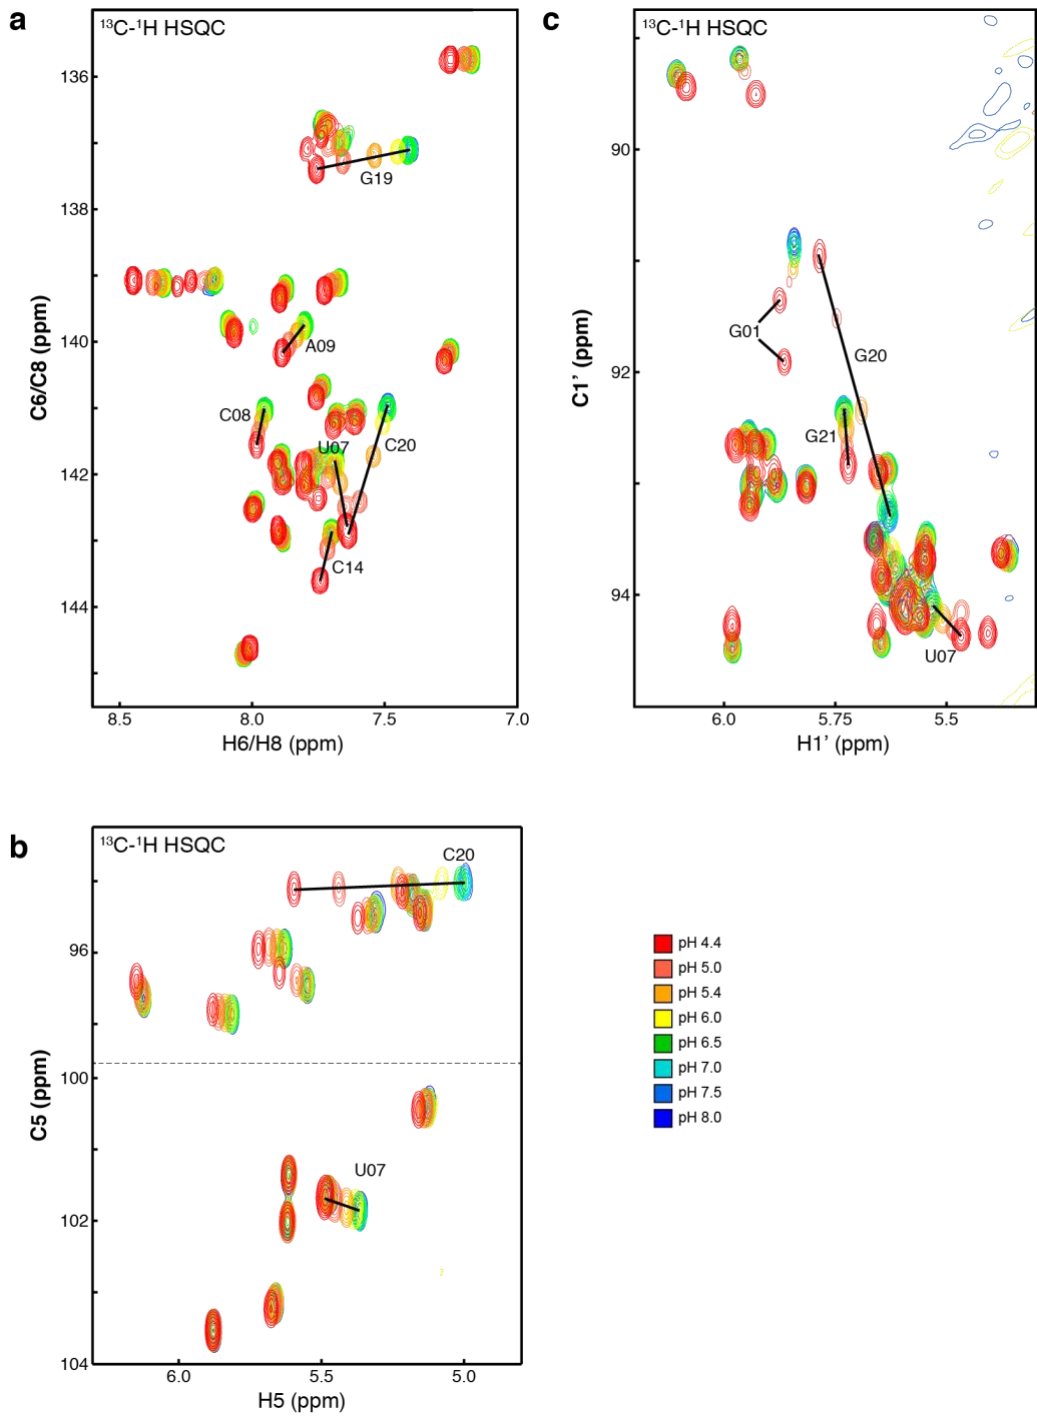 a
¹³C-¹H HSQC
136
138
140
142
144
G19
A09
C08
U07
C20
C14
8.5
8.0
7.5
7.0
C6/C8 (ppm)
H6/H8 (ppm)
c
¹³C-¹H HSQC
90
92
94
G01
G20
G21
U07
6.0
5.75
5.5
C1’ (ppm)
H1’ (ppm)
b
¹³C-¹H HSQC
C20
96
100
102
104
U07
6.0
5.5
5.0
C5 (ppm)
H5 (ppm)
pH 4.4
pH 5.0
pH 5.4
pH 6.0
pH 6.5
pH 7.0
pH 7.5
pH 8.0